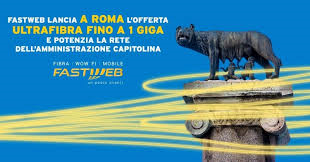 FASTWEB LANCIA A ROMA L'OFFERTA
ULTRAFIBRA FINO A 1 GIGA
E POTENZIA LA RETE
DELL'AMMINISTRAZIONE CAPITOLINA
FIBRA | WOW FI | MOBILE
FASTWEB